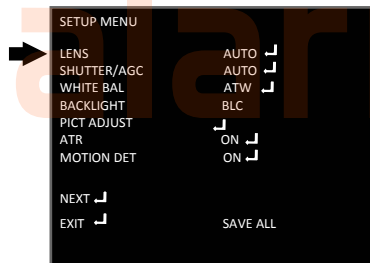 SETUP MENU
LENS AUTO ↵
SHUTTER/AGC AUTO ↵
WHITE BAL ATW ↵
BACKLIGHT BLC
PICT ADJUST ↵
ATR ON ↵
MOTION DET ON ↵
NEXT ↵
EXIT ↵ SAVE ALL